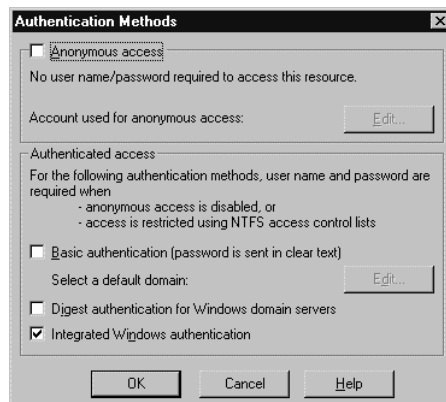 Authentication Methods
Anonymous access
No user name/password required to access this resource.
Account used for anonymous access:
Edit...
Authenticated access
For the following authentication methods, user name and password are
required when
- anonymous access is disabled, or
- access is restricted using NTFS access control lists
Basic authentication (password is sent in clear text)
Select a default domain:
Edit...
Digest authentication for Windows domain servers
Integrated Windows authentication
OK
Cancel
Help